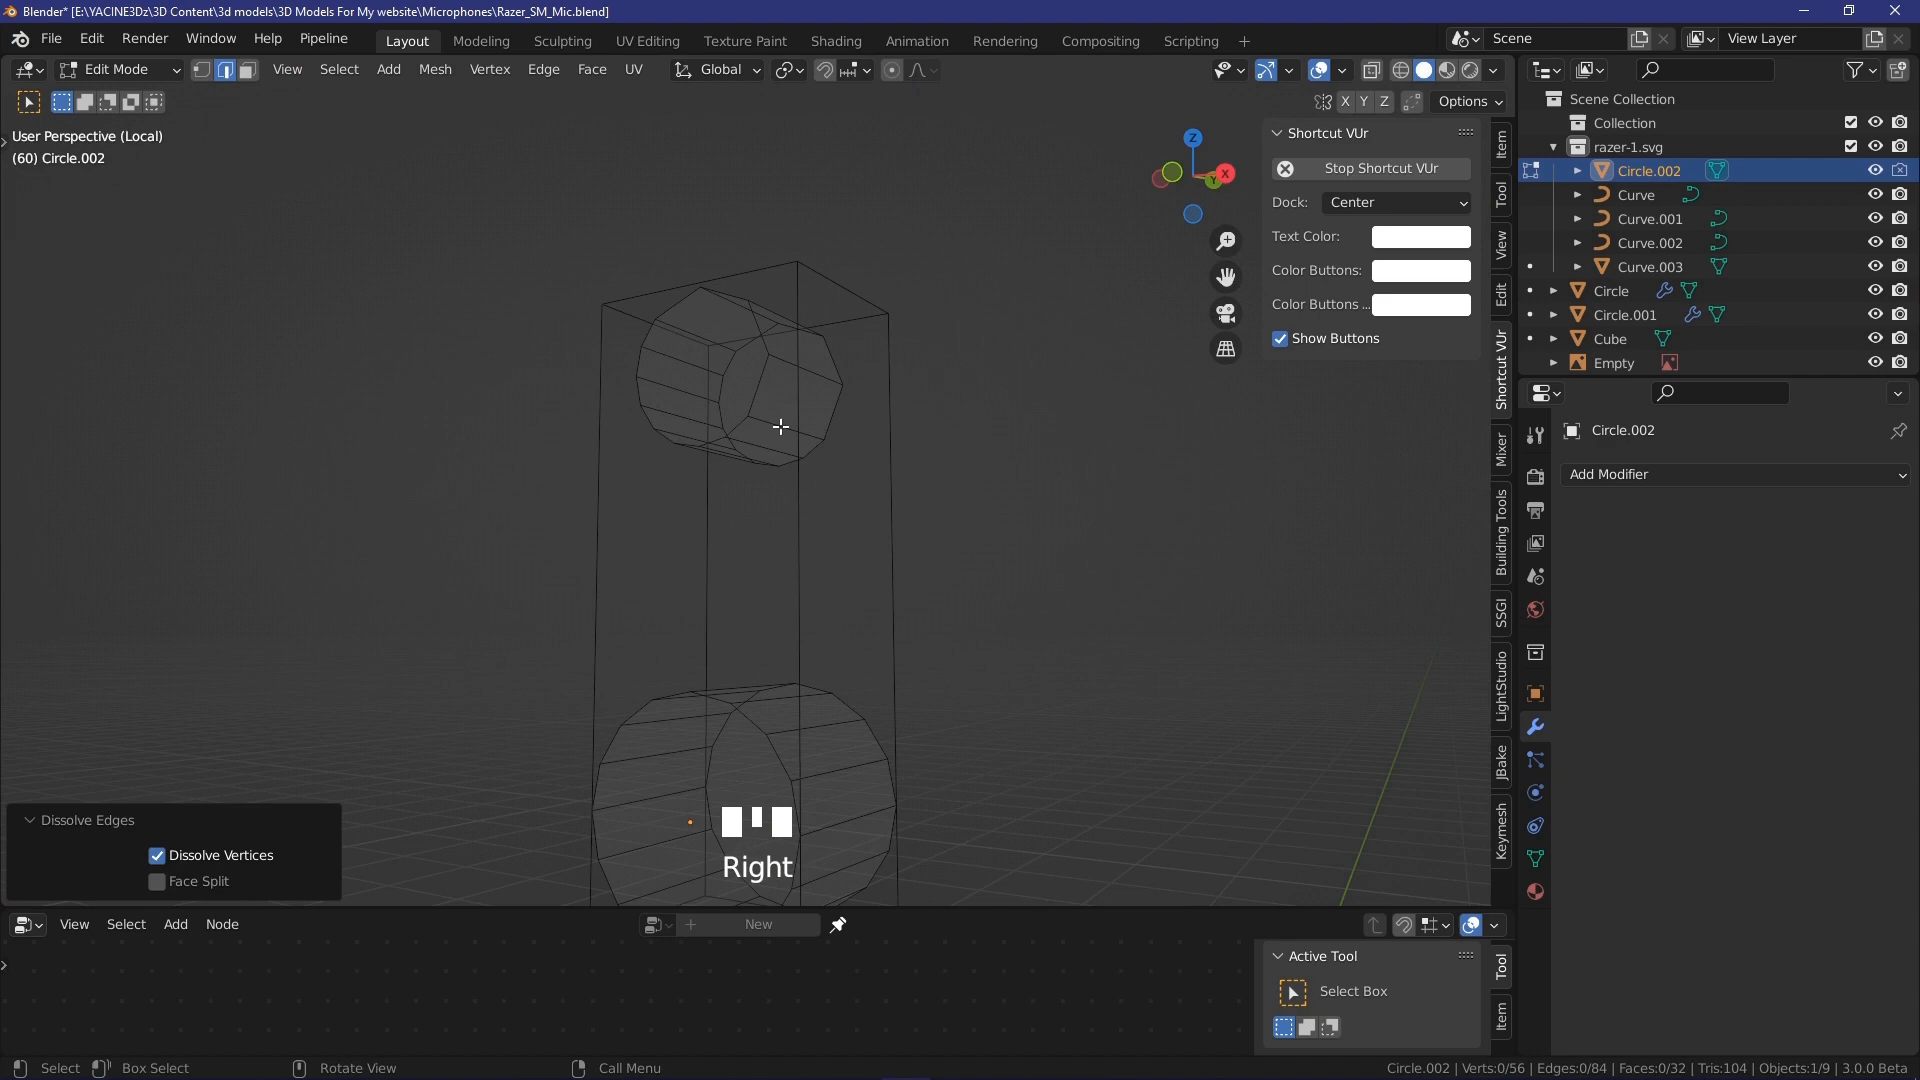 Blender* [E:\YACINE3Dz\3D Content\3d models\3D Models For My website\Microphones\Razer_SM_Mic.blend]
File Edit Render Window Help Pipeline Layout Modeling Sculpting UV Editing Texture Paint Shading Animation Rendering Compositing Scripting + Scene View Layer
Edit Mode View Select Add Mesh Vertex Edge Face UV Global
X Y Z Options
User Perspective (Local)
(60) Circle.002
Z
X
Y
Shortcut VUr
Stop Shortcut VUr
Dock: Center
Text Color:
Color Buttons:
Color Buttons ...
Show Buttons
Item
Tool
View
Edit
Shortcut VUr
Mixer
Building Tools
SSGI
LightStudio
JBake
Keymesh
Scene Collection
Collection
razer-1.svg
Circle.002
Curve
Curve.001
Curve.002
Curve.003
Circle
Circle.001
Cube
Empty
Circle.002
Add Modifier
Dissolve Edges
Dissolve Vertices
Face Split
Right
View Select Add Node New
Active Tool
Select Box
Tool
Item
Select Box Select Rotate View Call Menu
Circle.002 | Verts:0/56 | Edges:0/84 | Faces:0/32 | Tris:104 | Objects:1/9 | 3.0.0 Beta